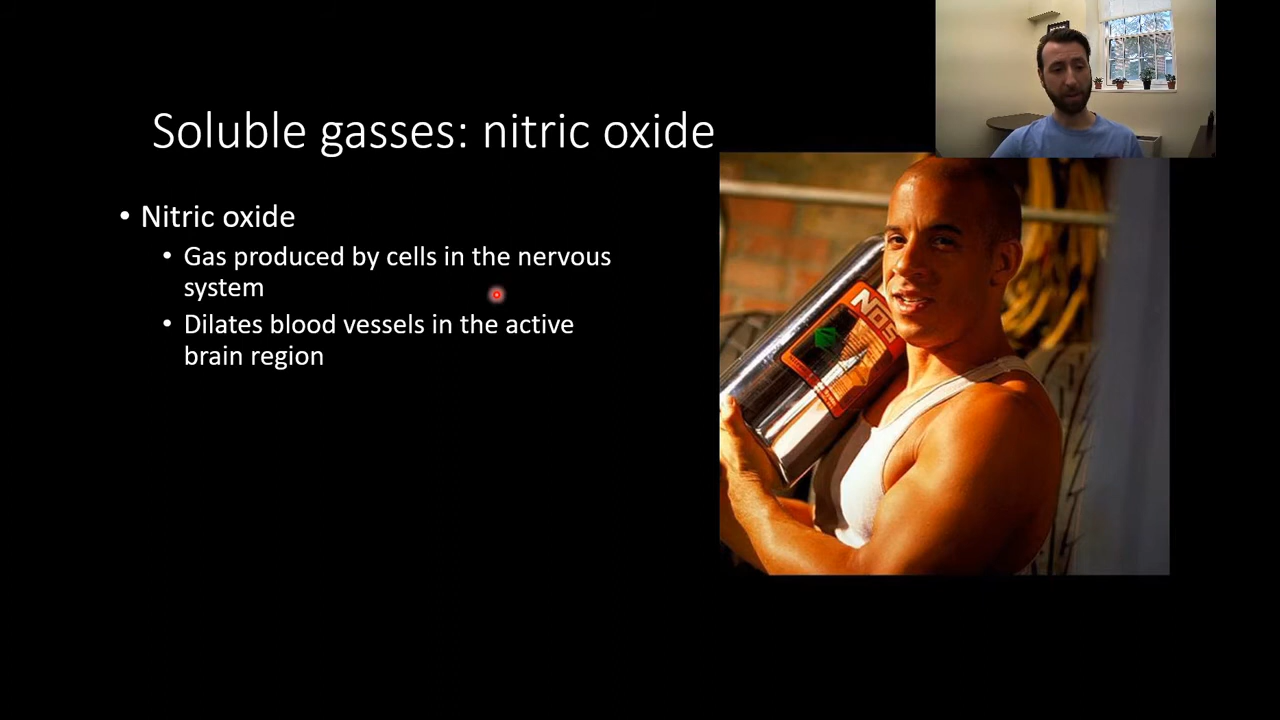 Soluble gasses: nitric oxide
• Nitric oxide
• Gas produced by cells in the nervous
system
• Dilates blood vessels in the active
brain region
NOS